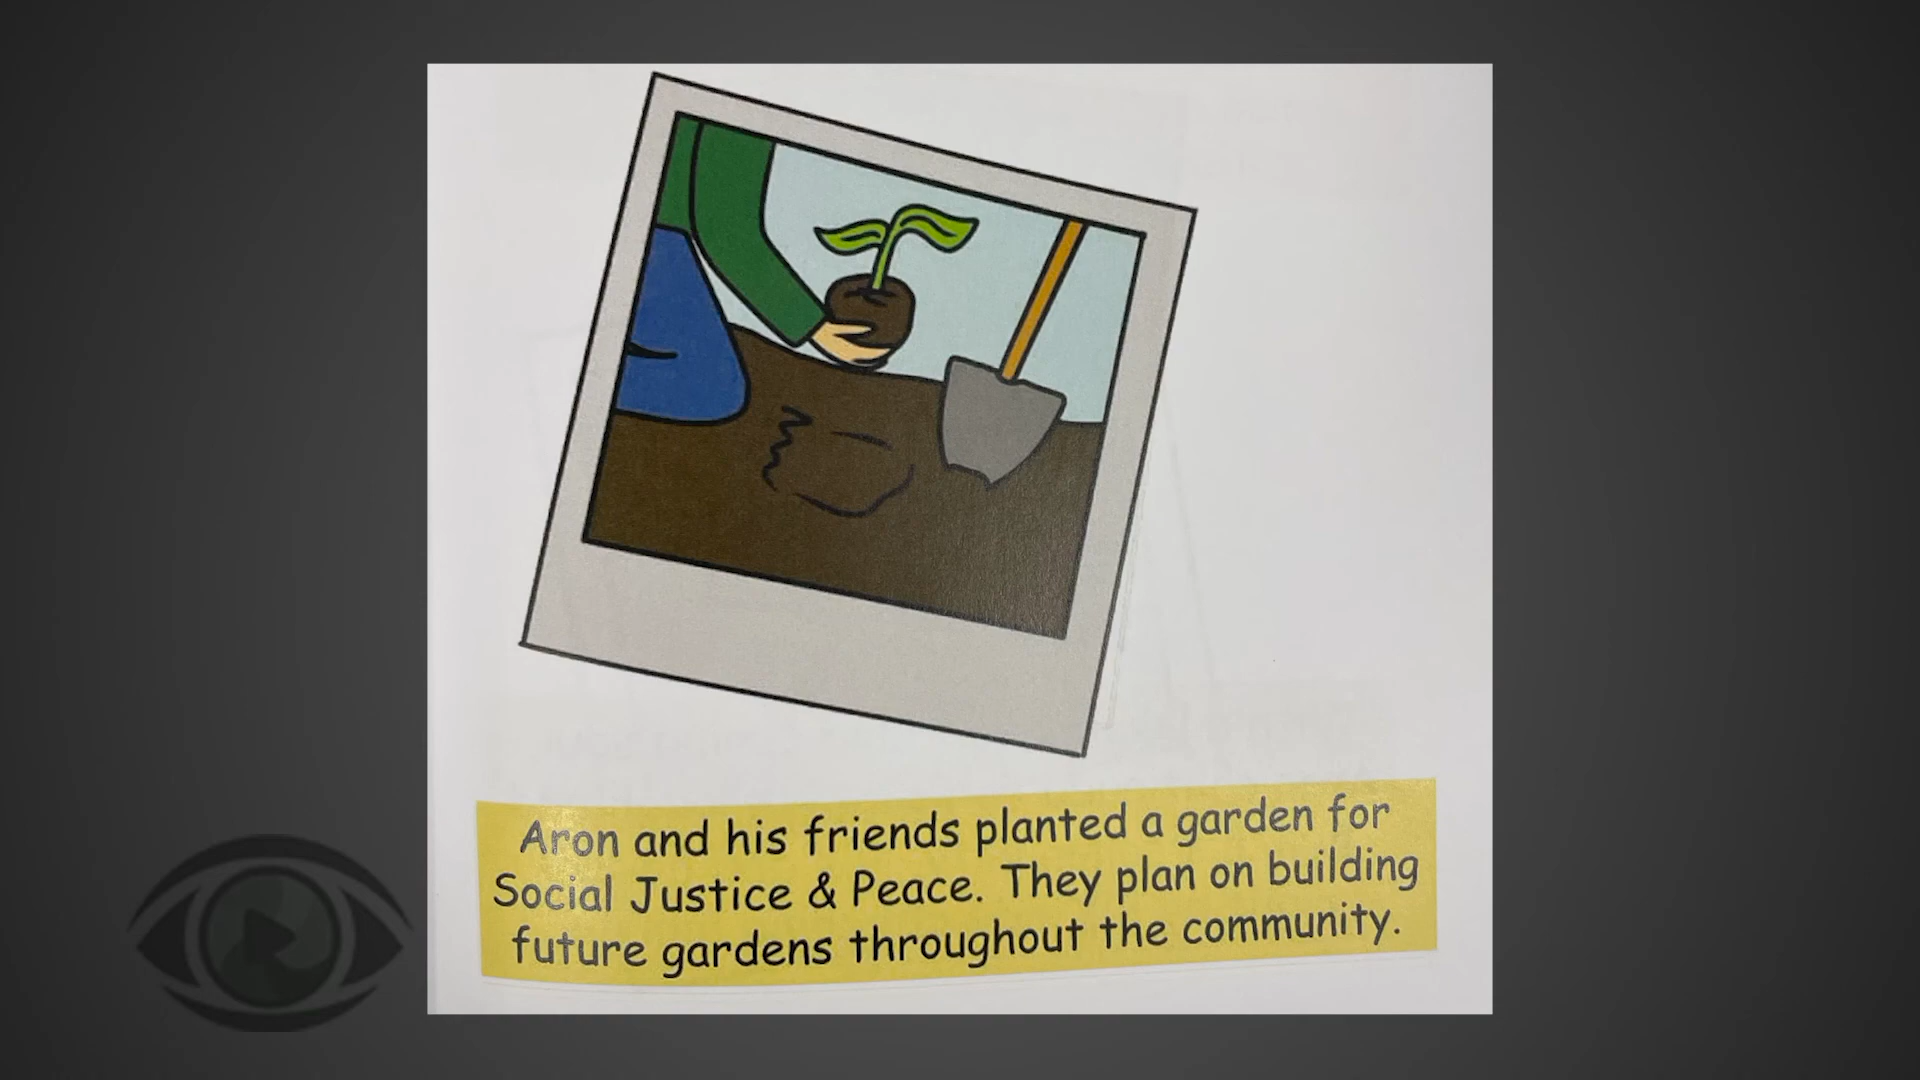 Aron and his friends planted a garden for
Social Justice & Peace. They plan on building
future gardens throughout the community.